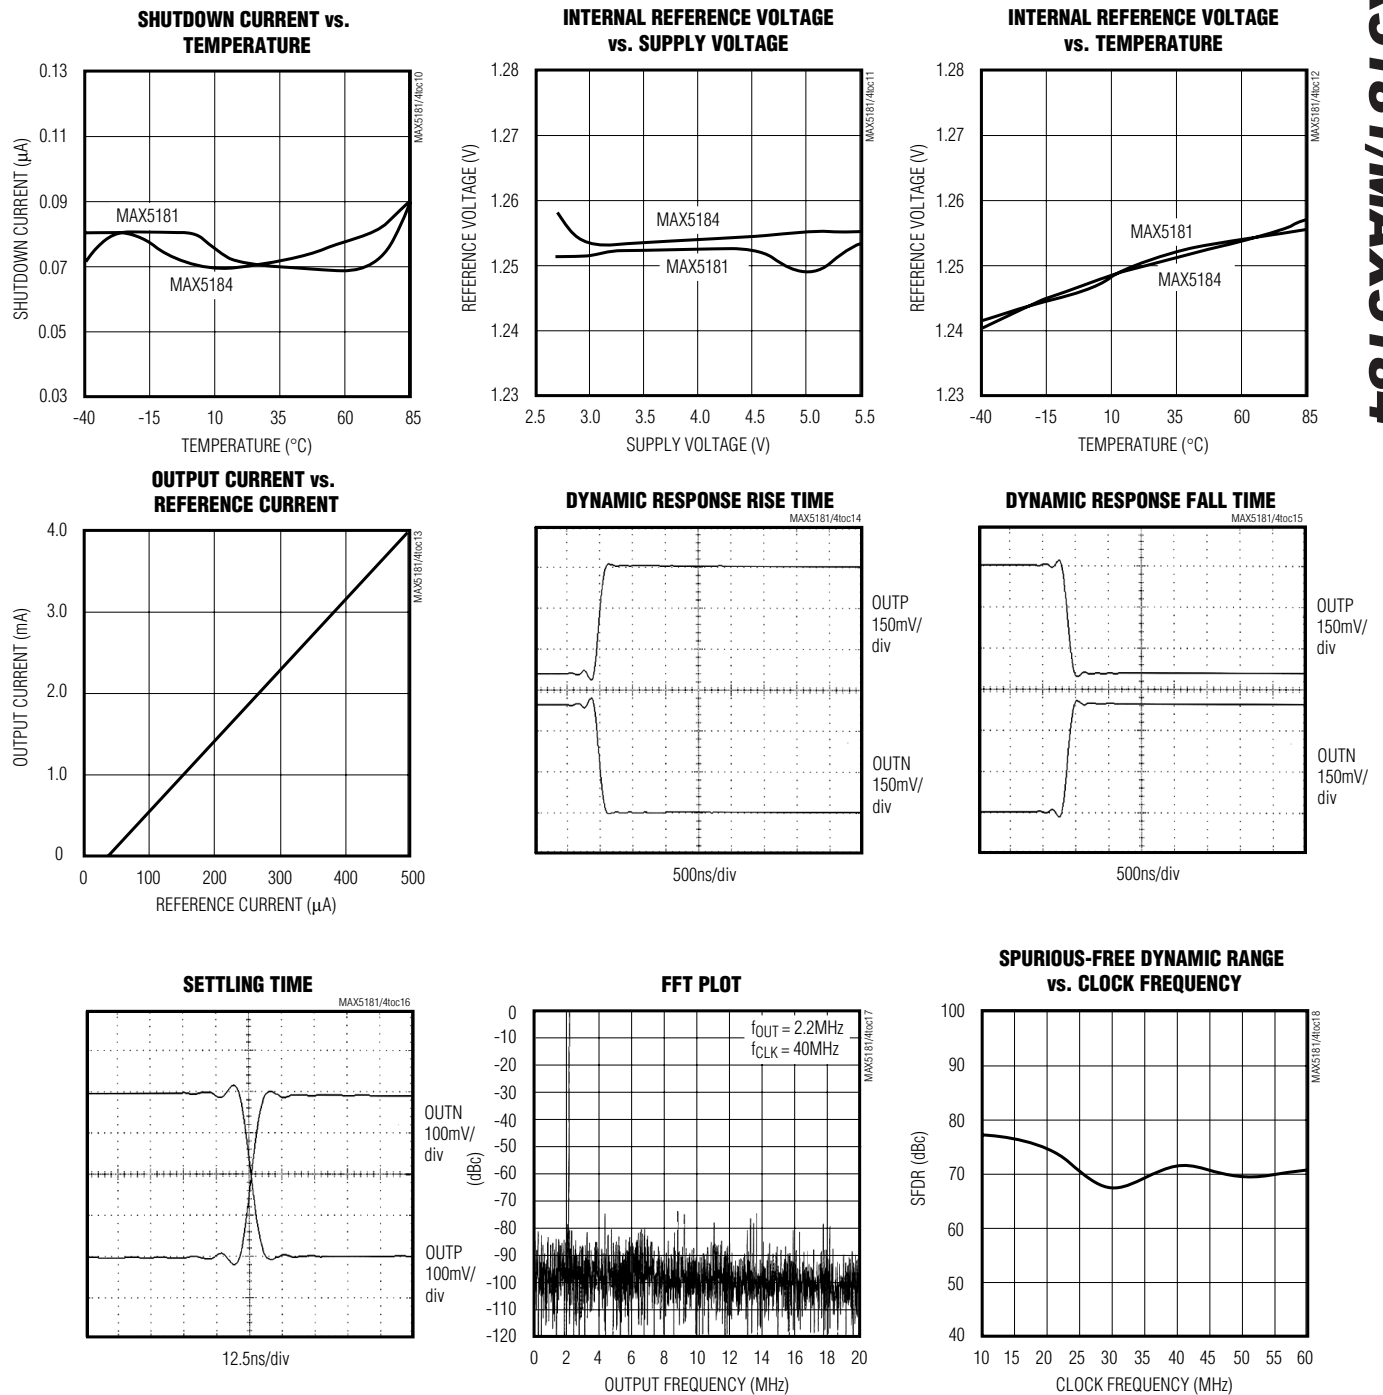 SHUTDOWN CURRENT vs.
TEMPERATURE
MAX5181/4toc10
SHUTDOWN CURRENT (µA)
0.13
0.11
0.09
0.07
0.05
0.03
MAX5181
MAX5184
-40 -15 10 35 60 85
TEMPERATURE (°C)
INTERNAL REFERENCE VOLTAGE
vs. SUPPLY VOLTAGE
MAX5181/4toc11
REFERENCE VOLTAGE (V)
1.28
1.27
1.26
1.25
1.24
1.23
MAX5184
MAX5181
2.5 3.0 3.5 4.0 4.5 5.0 5.5
SUPPLY VOLTAGE (V)
INTERNAL REFERENCE VOLTAGE
vs. TEMPERATURE
MAX5181/4toc12
REFERENCE VOLTAGE (V)
1.28
1.27
1.26
1.25
1.24
1.23
MAX5181
MAX5184
-40 -15 10 35 60 85
TEMPERATURE (°C)
OUTPUT CURRENT vs.
REFERENCE CURRENT
MAX5181/4toc13
OUTPUT CURRENT (mA)
4.0
3.0
2.0
1.0
0
0 100 200 300 400 500
REFERENCE CURRENT (µA)
DYNAMIC RESPONSE RISE TIME
MAX5181/4toc14
OUTP
150mV/
div
OUTN
150mV/
div
500ns/div
DYNAMIC RESPONSE FALL TIME
MAX5181/4toc15
OUTP
150mV/
div
OUTN
150mV/
div
500ns/div
SETTLING TIME
MAX5181/4toc16
OUTN
100mV/
div
OUTP
100mV/
div
12.5ns/div
FFT PLOT
MAX5181/4toc17
fOUT = 2.2MHz
fCLK = 40MHz
(dBc)
0
-10
-20
-30
-40
-50
-60
-70
-80
-90
-100
-110
-120
0 2 4 6 8 10 12 14 16 18 20
OUTPUT FREQUENCY (MHz)
SPURIOUS-FREE DYNAMIC RANGE
vs. CLOCK FREQUENCY
MAX5181/4toc18
SFDR (dBc)
100
90
80
70
60
50
40
10 15 20 25 30 35 40 45 50 55 60
CLOCK FREQUENCY (MHz)